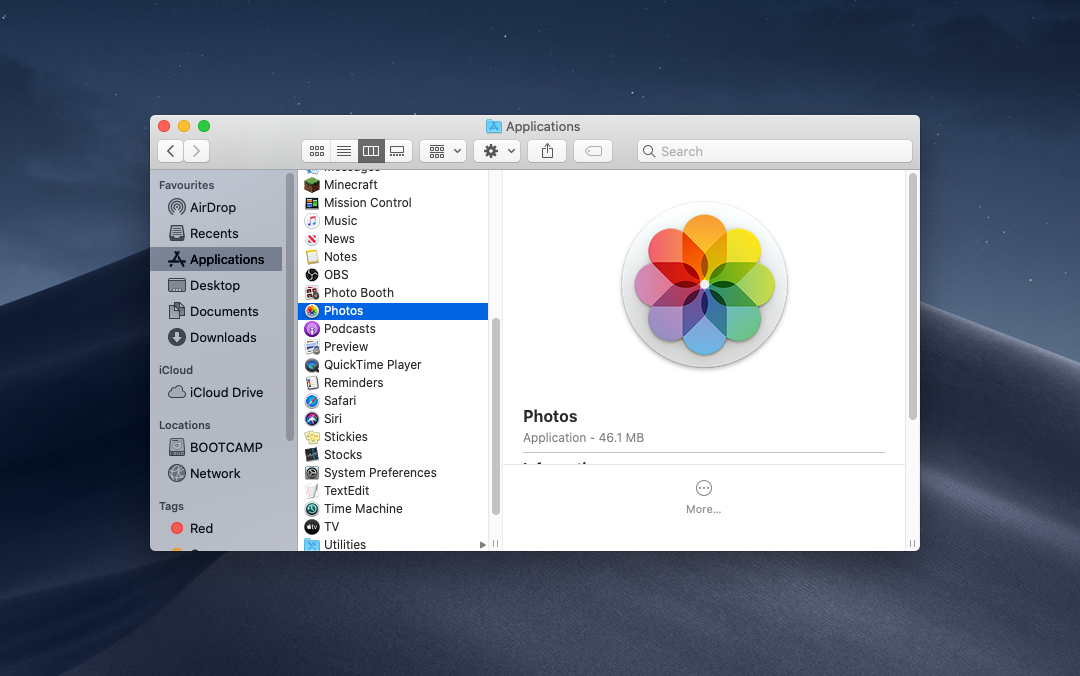 Applications
Search
Favourites
AirDrop
Recents
Applications
Desktop
Documents
Downloads
iCloud
iCloud Drive
Locations
BOOTCAMP
Network
Tags
Red
Messages
Minecraft
Mission Control
Music
News
Notes
OBS
Photo Booth
Photos
Podcasts
Preview
QuickTime Player
Reminders
Safari
Siri
Stickies
Stocks
System Preferences
TextEdit
Time Machine
TV
Utilities
Photos
Application - 46.1 MB
More...